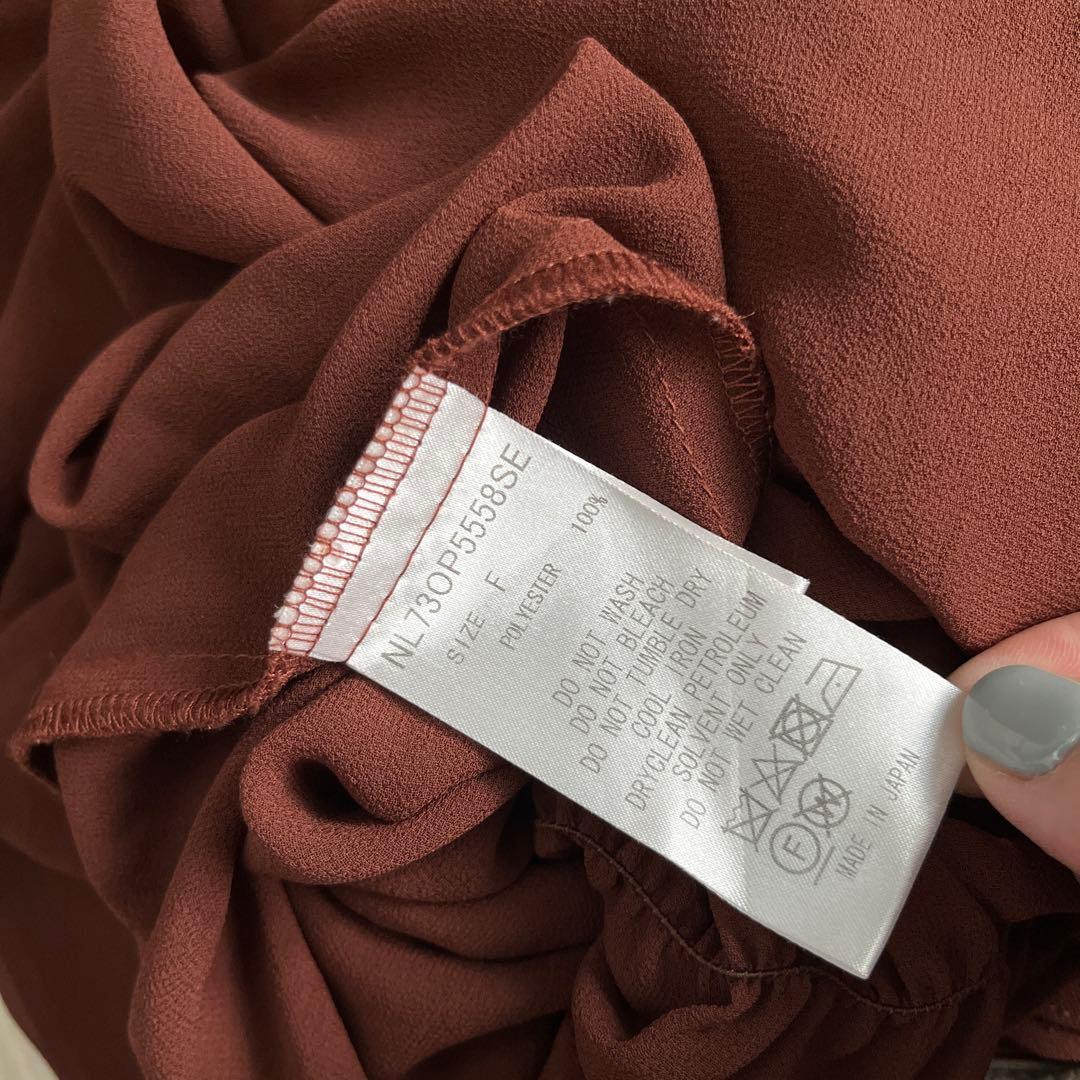 NL73OP5558SE
SIZE F
POLYESTER 100%
DO NOT WASH
DO NOT BLEACH
DO NOT TUMBLE DRY
COOL IRON
DRYCLEAN PETROLEUM
SOLVENT ONLY
DO NOT WET CLEAN
F W
MADE IN JAPAN